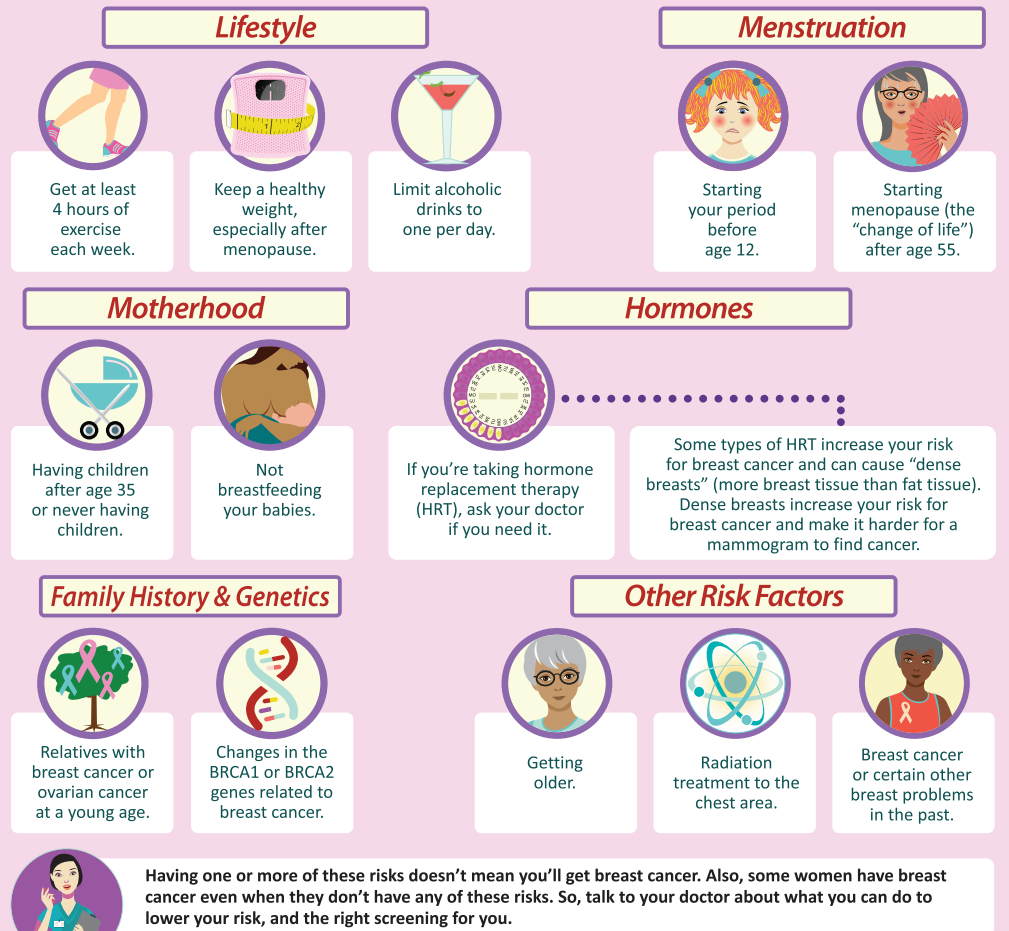 Lifestyle
Get at least
4 hours of
exercise
each week.
Keep a healthy
weight,
especially after
menopause.
Limit alcoholic
drinks to
one per day.
Menstruation
Starting
your period
before
age 12.
Starting
menopause (the
“change of life”)
after age 55.
Motherhood
Having children
after age 35
or never having
children.
Not
breastfeeding
your babies.
Hormones
If you’re taking hormone
replacement therapy
(HRT), ask your doctor
if you need it.
Some types of HRT increase your risk
for breast cancer and can cause “dense
breasts” (more breast tissue than fat tissue).
Dense breasts increase your risk for
breast cancer and make it harder for a
mammogram to find cancer.
Family History & Genetics
Relatives with
breast cancer or
ovarian cancer
at a young age.
Changes in the
BRCA1 or BRCA2
genes related to
breast cancer.
Other Risk Factors
Getting
older.
Radiation
treatment to the
chest area.
Breast cancer
or certain other
breast problems
in the past.
Having one or more of these risks doesn’t mean you’ll get breast cancer. Also, some women have breast
cancer even when they don’t have any of these risks. So, talk to your doctor about what you can do to
lower your risk, and the right screening for you.